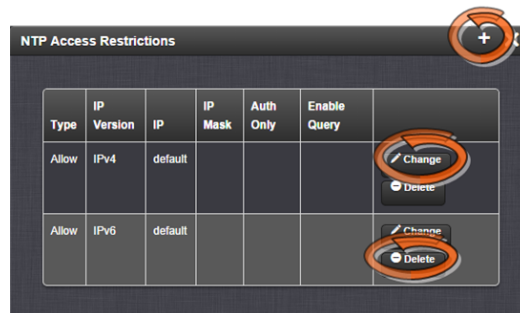 NTP Access Restrictions +
Type IP Version IP IP Mask Auth Only Enable Query
Allow IPv4 default Change
Delete
Allow IPv6 default Change
Delete